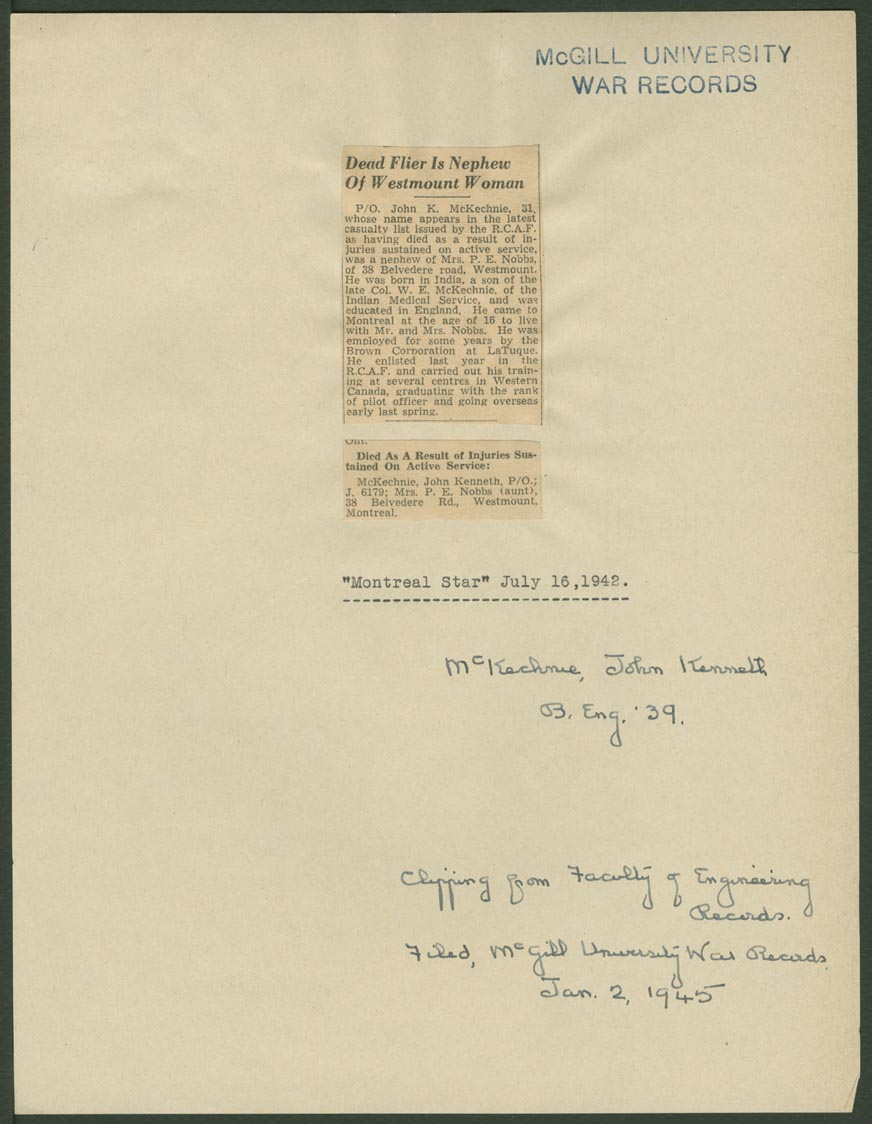 McGILL UNIVERSITY
WAR RECORDS
Dead Flier Is Nephew
Of Westmount Woman
P/O. John K. McKechnie, 31,
whose name appears in the latest
casualty list issued by the R.C.A.F.
as having died as a result of in-
juries sustained on active service,
was a nephew of Mrs. P. E. Nobbs,
of 38 Belvedere road, Westmount.
He was born in India, a son of the
late Col. W. E. McKechnie, of the
Indian Medical Service, and was
educated in England. He came to
Montreal at the age of 16 to live
with Mr. and Mrs. Nobbs. He was
employed for some years by the
Brown Corporation at LaTuque.
He enlisted last year in the
R.C.A.F. and carried out his train-
ing at several centres in Western
Canada, graduating with the rank
of pilot officer and going overseas
early last spring.
Ont.
Died As A Result of Injuries Sus-
tained On Active Service:
McKechnie, John Kenneth, P/O.;
J. 6179; Mrs. P. E. Nobbs (aunt),
38 Belvedere Rd., Westmount,
Montreal.
"Montreal Star" July 16,1942.
McKechnie, John Kenneth
B. Eng. '39.
Clipping from Faculty of Engineering
Records.
Filed, McGill University War Records
Jan. 2, 1945